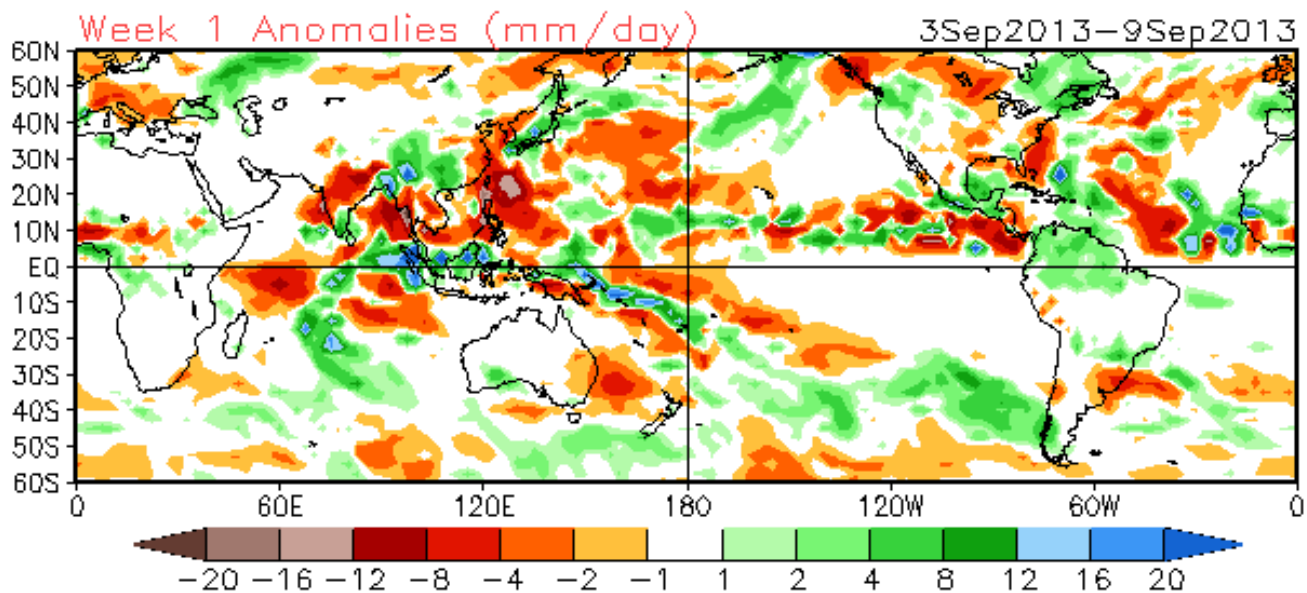 Week 1 Anomalies (mm/day) 3Sep2013−9Sep2013
60N
50N
40N
30N
20N
10N
EQ
10S
20S
30S
40S
50S
60S
0 60E 120E 180 120W 60W 0
−20 −16 −12 −8 −4 −2 −1 1 2 4 8 12 16 20